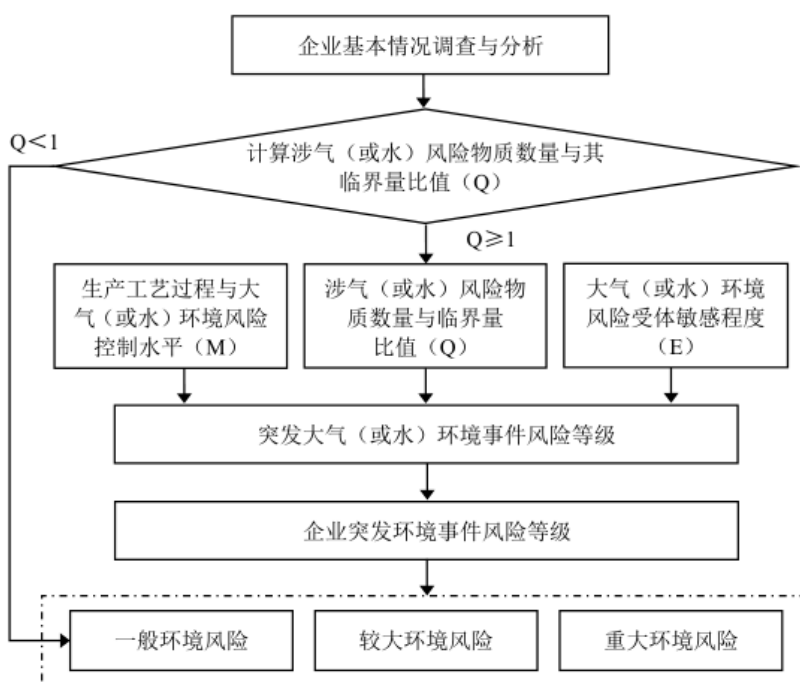 企业基本情况调查与分析
Q＜1
计算涉气（或水）风险物质数量与其
临界量比值（Q）
Q≥1
生产工艺过程与大
气（或水）环境风险
控制水平（M）
涉气（或水）风险物
质数量与临界量
比值（Q）
大气（或水）环境
风险受体敏感程度
（E）
突发大气（或水）环境事件风险等级
企业突发环境事件风险等级
一般环境风险
较大环境风险
重大环境风险